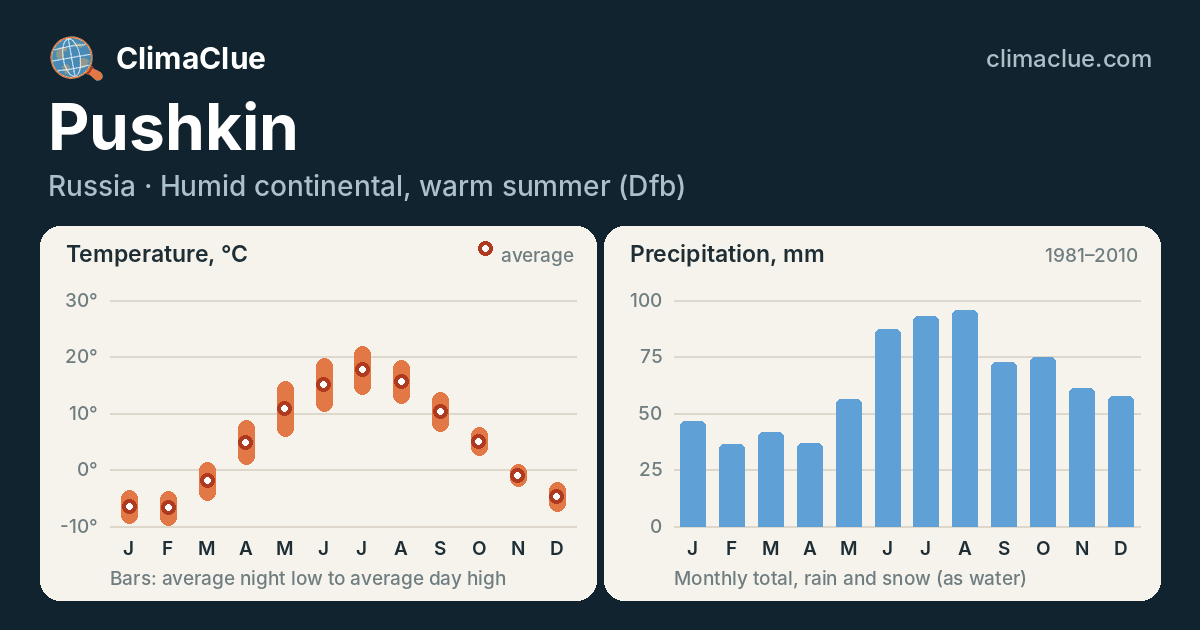 ClimaClue
climaclue.com
Pushkin
Russia · Humid continental, warm summer (Dfb)
Temperature, °C
average
30°
20°
10°
0°
-10°
J F M A M J J A S O N D
Bars: average night low to average day high
Precipitation, mm
1981–2010
100
75
50
25
0
J F M A M J J A S O N D
Monthly total, rain and snow (as water)